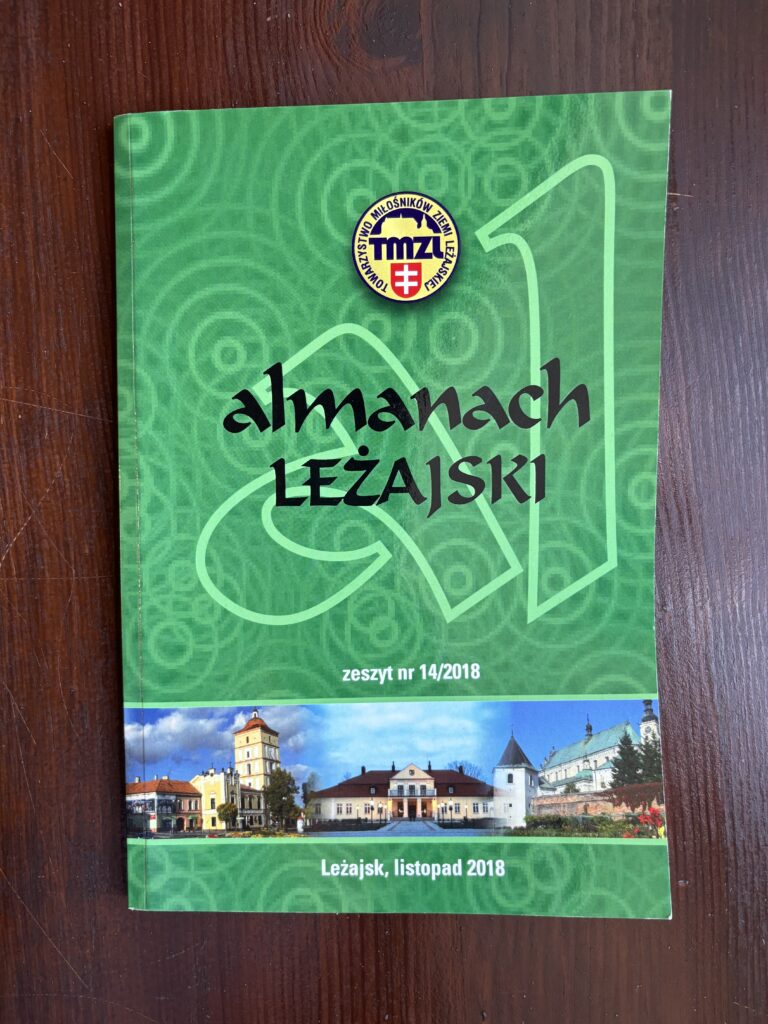 TOWARZYSTWO MIŁOŚNIKÓW ZIEMI LEŻAJSKIEJ
TMZL
almanach
LEŻAJSKI
zeszyt nr 14/2018
Leżajsk, listopad 2018